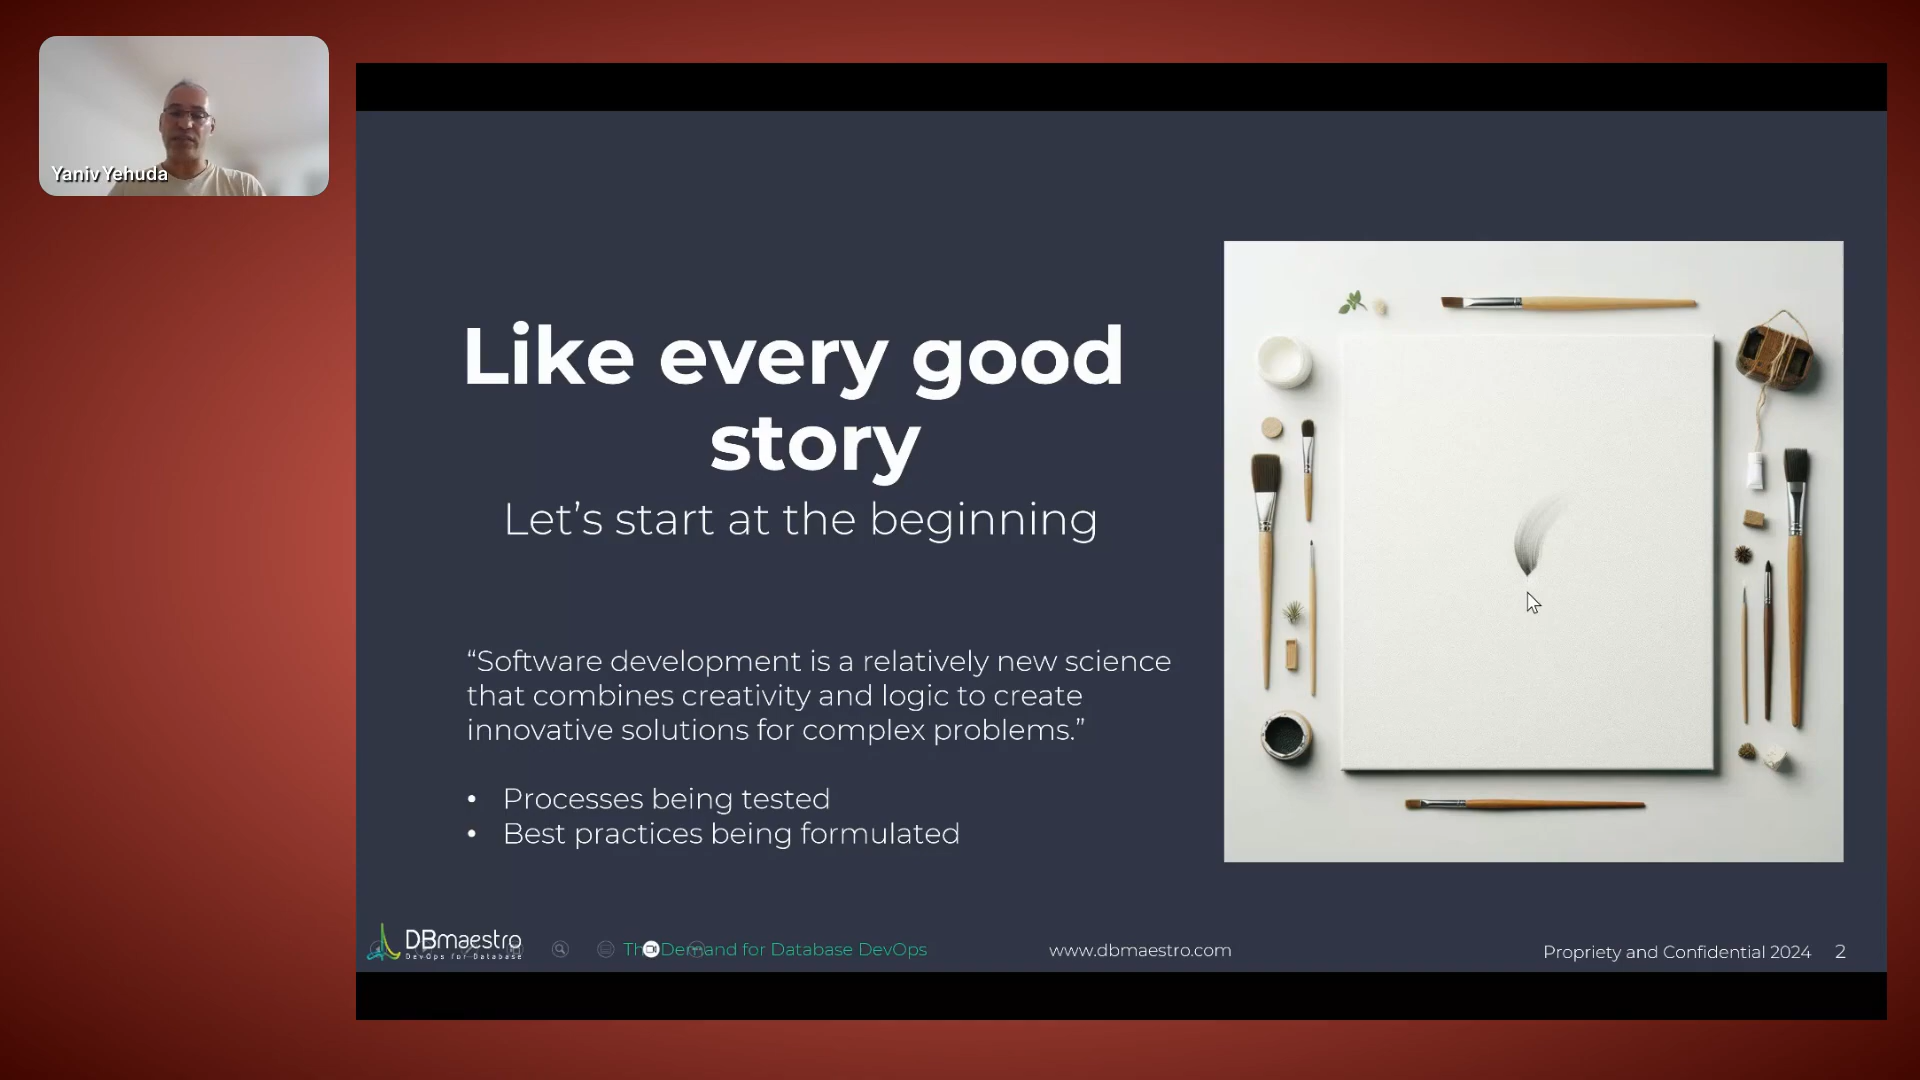 Yaniv Yehuda
Like every good
story
Let's start at the beginning
“Software development is a relatively new science
that combines creativity and logic to create
innovative solutions for complex problems.”
• Processes being tested
• Best practices being formulated
DBmaestro
DevOps for Database
The Demand for Database DevOps
www.dbmaestro.com
Propriety and Confidential 2024
2